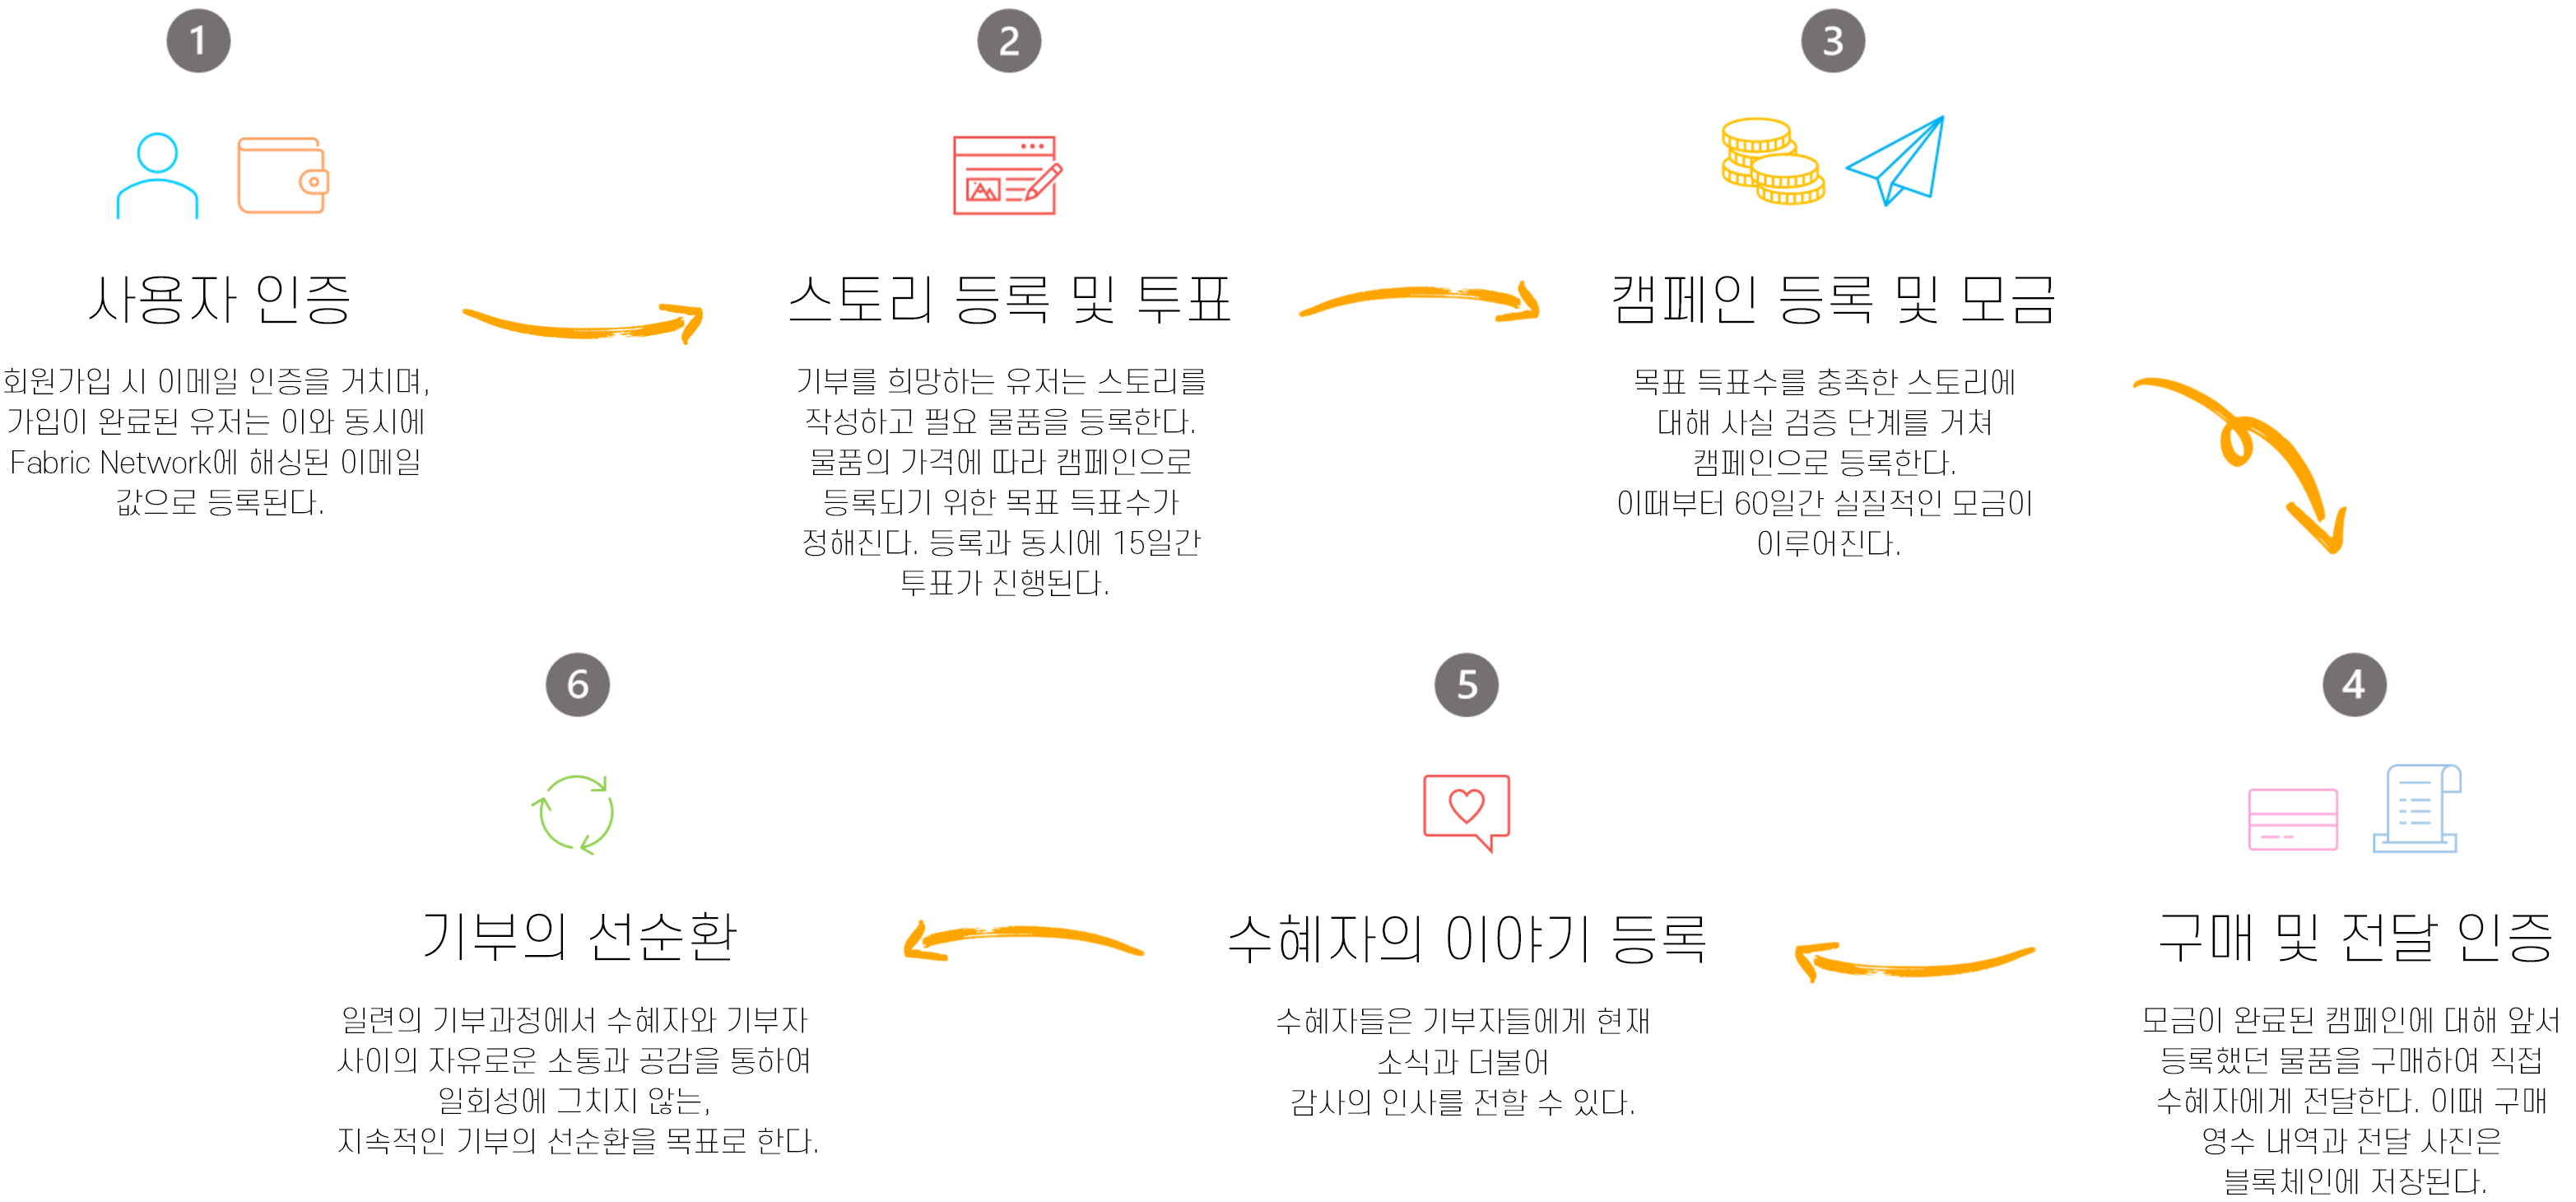 1
사용자 인증
회원가입 시 이메일 인증을 거치며,
가입이 완료된 유저는 이와 동시에
Fabric Network에 해싱된 이메일
값으로 등록된다.
2
스토리 등록 및 투표
기부를 희망하는 유저는 스토리를
작성하고 필요 물품을 등록한다.
물품의 가격에 따라 캠페인으로
등록되기 위한 목표 득표수가
정해진다. 등록과 동시에 15일간
투표가 진행된다.
3
캠페인 등록 및 모금
목표 득표수를 충족한 스토리에
대해 사실 검증 단계를 거쳐
캠페인으로 등록한다.
이때부터 60일간 실질적인 모금이
이루어진다.
4
구매 및 전달 인증
모금이 완료된 캠페인에 대해 앞서
등록했던 물품을 구매하여 직접
수혜자에게 전달한다. 이때 구매
영수 내역과 전달 사진은
블록체인에 저장된다.
5
수혜자의 이야기 등록
수혜자들은 기부자들에게 현재
소식과 더불어
감사의 인사를 전할 수 있다.
6
기부의 선순환
일련의 기부과정에서 수혜자와 기부자
사이의 자유로운 소통과 공감을 통하여
일회성에 그치지 않는,
지속적인 기부의 선순환을 목표로 한다.